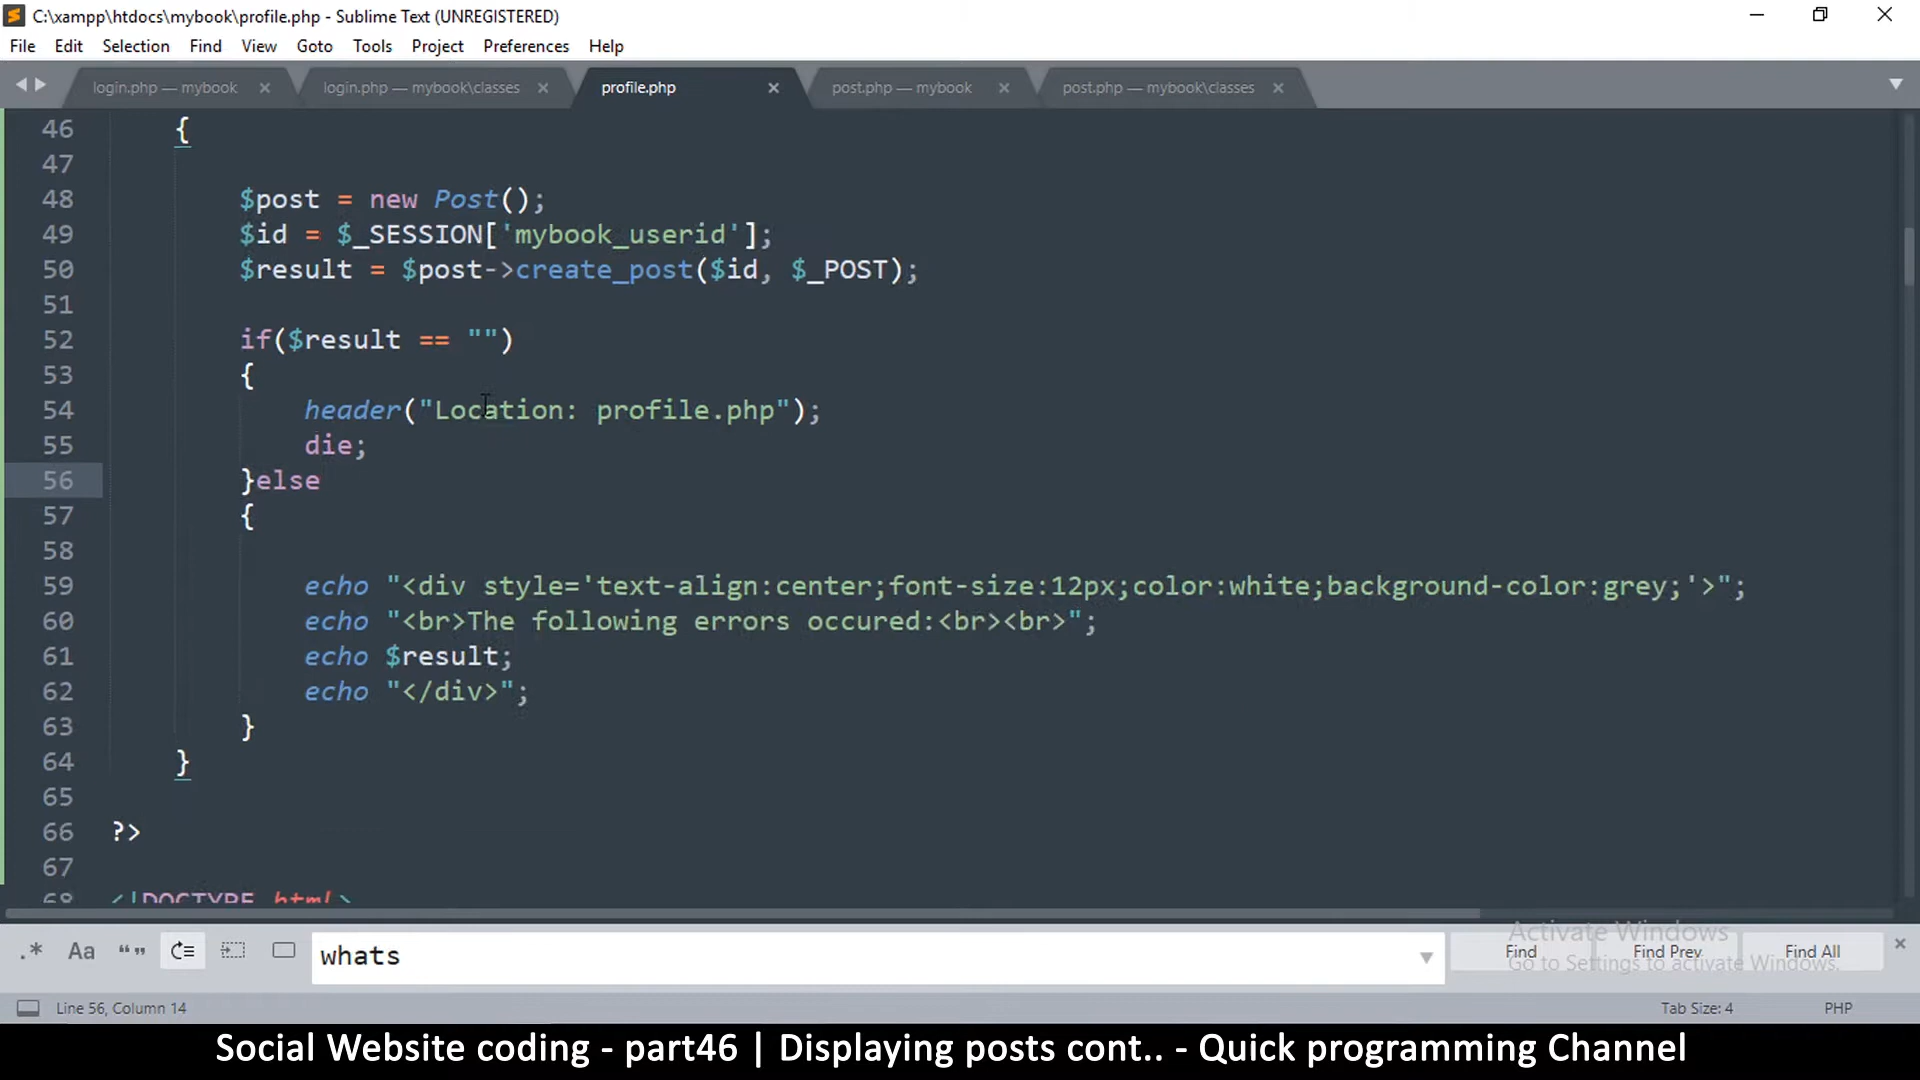 C:\xampp\htdocs\mybook\profile.php - Sublime Text (UNREGISTERED)
File Edit Selection Find View Goto Tools Project Preferences Help
login.php — mybook login.php — mybook\classes profile.php post.php — mybook post.php — mybook\classes
46 {
47
48 $post = new Post();
49 $id = $_SESSION['mybook_userid'];
50 $result = $post->create_post($id, $_POST);
51
52 if($result == "")
53 {
54 header("Location: profile.php");
55 die;
56 }else
57 {
58
59 echo "<div style='text-align:center;font-size:12px;color:white;background-color:grey;'>";
60 echo "<br>The following errors occured:<br><br>";
61 echo $result;
62 echo "</div>";
63 }
64 }
65
66 ?>
67
68 <!DOCTYPE html>
.* Aa “” whats Find Find Prev Find All
Activate Windows
Go to Settings to activate Windows.
Line 56, Column 14 Tab Size: 4 PHP
Social Website coding - part46 | Displaying posts cont.. - Quick programming Channel